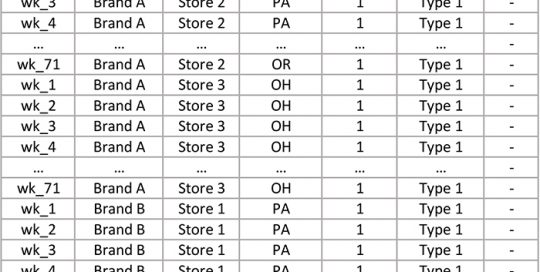 wk_3 Brand A Store 2 PA 1 Type 1 -
wk_4 Brand A Store 2 PA 1 Type 1 -
… … … … … … -
wk_71 Brand A Store 2 OR 1 Type 1 -
wk_1 Brand A Store 3 OH 1 Type 1 -
wk_2 Brand A Store 3 OH 1 Type 1 -
wk_3 Brand A Store 3 OH 1 Type 1 -
wk_4 Brand A Store 3 OH 1 Type 1 -
… … … … … … -
wk_71 Brand A Store 3 OH 1 Type 1 -
wk_1 Brand B Store 1 PA 1 Type 1 -
wk_2 Brand B Store 1 PA 1 Type 1 -
wk_3 Brand B Store 1 PA 1 Type 1 -
wk_4 Brand B Store 1 PA 1 Type 1 -